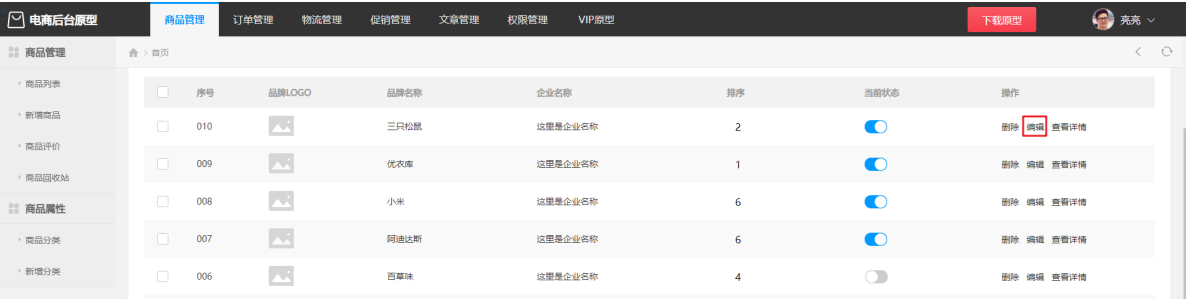 电商后台原型 商品管理 订单管理 物流管理 促销管理 文章管理 权限管理 VIP原型 下载原型 亮亮
商品管理 首页
商品列表
新增商品
商品评价
商品回收站
商品属性
商品分类
新增分类
序号 品牌LOGO 品牌名称 企业名称 排序 当前状态 操作
010 三只松鼠 这里是企业名称 2 删除 编辑 查看详情
009 优衣库 这里是企业名称 1 删除 编辑 查看详情
008 小米 这里是企业名称 6 删除 编辑 查看详情
007 阿迪达斯 这里是企业名称 6 删除 编辑 查看详情
006 百草味 这里是企业名称 4 删除 编辑 查看详情